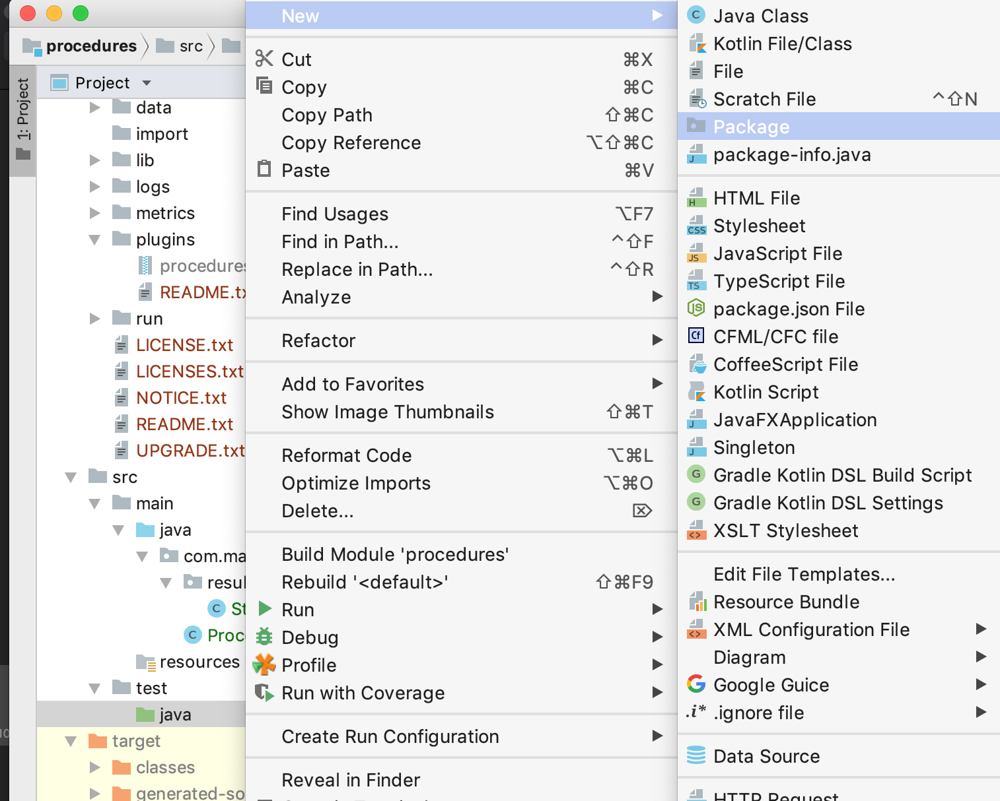 procedures
src
1: Project
Project
data
import
lib
logs
metrics
plugins
procedures
README.tx
run
LICENSE.txt
LICENSES.txt
NOTICE.txt
README.txt
UPGRADE.txt
src
main
java
com.ma
resul
St
Proc
resources
test
java
target
classes
generated-so
10
New
Cut ⌘X
Copy ⌘C
Copy Path ⇧⌘C
Copy Reference ⌥⇧⌘C
Paste ⌘V
Find Usages ⌥F7
Find in Path... ^⇧F
Replace in Path... ^⇧R
Analyze
Refactor
Add to Favorites
Show Image Thumbnails ⇧⌘T
Reformat Code ⌥⌘L
Optimize Imports ⌥⌘O
Delete... ⌦
Build Module 'procedures'
Rebuild '<default>' ⇧⌘F9
Run
Debug
Profile
Run with Coverage
Create Run Configuration
Reveal in Finder
Java Class
Kotlin File/Class
File
Scratch File ^⇧N
Package
package-info.java
HTML File
Stylesheet
JavaScript File
TypeScript File
package.json File
CFML/CFC file
CoffeeScript File
Kotlin Script
JavaFXApplication
Singleton
Gradle Kotlin DSL Build Script
Gradle Kotlin DSL Settings
XSLT Stylesheet
Edit File Templates...
Resource Bundle
XML Configuration File
Diagram
Google Guice
.ignore file
Data Source
HTTP Request